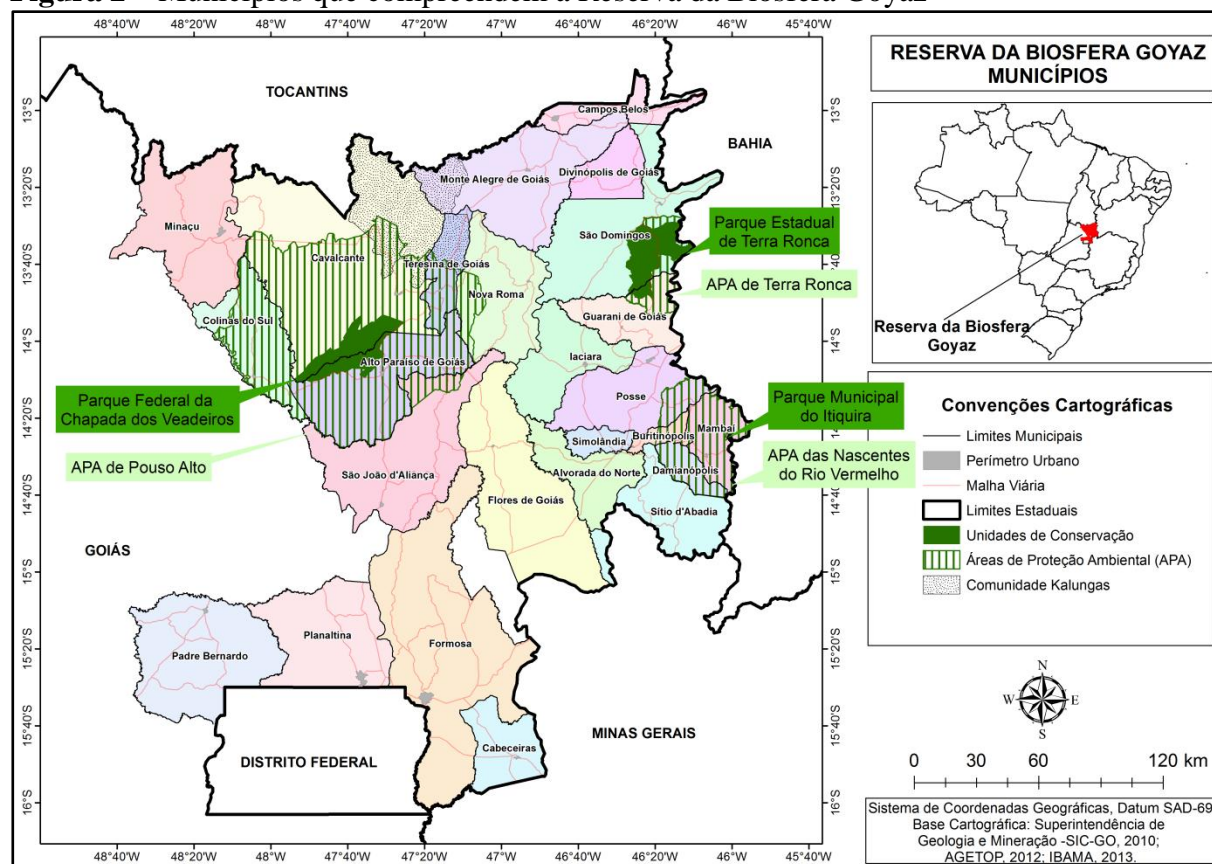 Figura 2 – Municípios que compreendem a Reserva da Biosfera Goyaz
48°40'W 48°20'W 48°W 47°40'W 47°20'W 47°W 46°40'W 46°20'W 46°W 45°40'W
13°S
13°20'S
13°40'S
14°S
14°20'S
14°40'S
15°S
15°20'S
15°40'S
16°S
TOCANTINS
BAHIA
GOIÁS
MINAS GERAIS
DISTRITO FEDERAL
Campos Belos
Monte Alegre de Goiás
Divinópolis de Goiás
Minaçu
Cavalcante
Teresina de Goiás
São Domingos
Nova Roma
Colinas do Sul
Guarani de Goiás
Alto Paraíso de Goiás
Iaciara
Posse
Simolândia
Buritinópolis
Mambaí
Alvorada do Norte
Damianópolis
São João d'Aliança
Flores de Goiás
Sítio d'Abadia
Padre Bernardo
Planaltina
Formosa
Cabeceiras
Parque Estadual
de Terra Ronca
APA de Terra Ronca
Parque Federal da
Chapada dos Veadeiros
APA de Pouso Alto
Parque Municipal
do Itiquira
APA das Nascentes
do Rio Vermelho
13°S
13°20'S
13°40'S
14°S
14°20'S
14°40'S
15°S
15°20'S
15°40'S
16°S
48°40'W 48°20'W 48°W 47°40'W 47°20'W 47°W 46°40'W 46°20'W 46°W 45°40'W
RESERVA DA BIOSFERA GOYAZ
MUNICÍPIOS
Reserva da Biosfera
Goyaz
Convenções Cartográficas
Limites Municipais
Perímetro Urbano
Malha Viária
Limites Estaduais
Unidades de Conservação
Áreas de Proteção Ambiental (APA)
Comunidade Kalungas
N
W E
S
0 30 60 120 km
Sistema de Coordenadas Geográficas, Datum SAD-69
Base Cartográfica: Superintendência de
Geologia e Mineração -SIC-GO, 2010;
AGETOP, 2012; IBAMA, 2013.